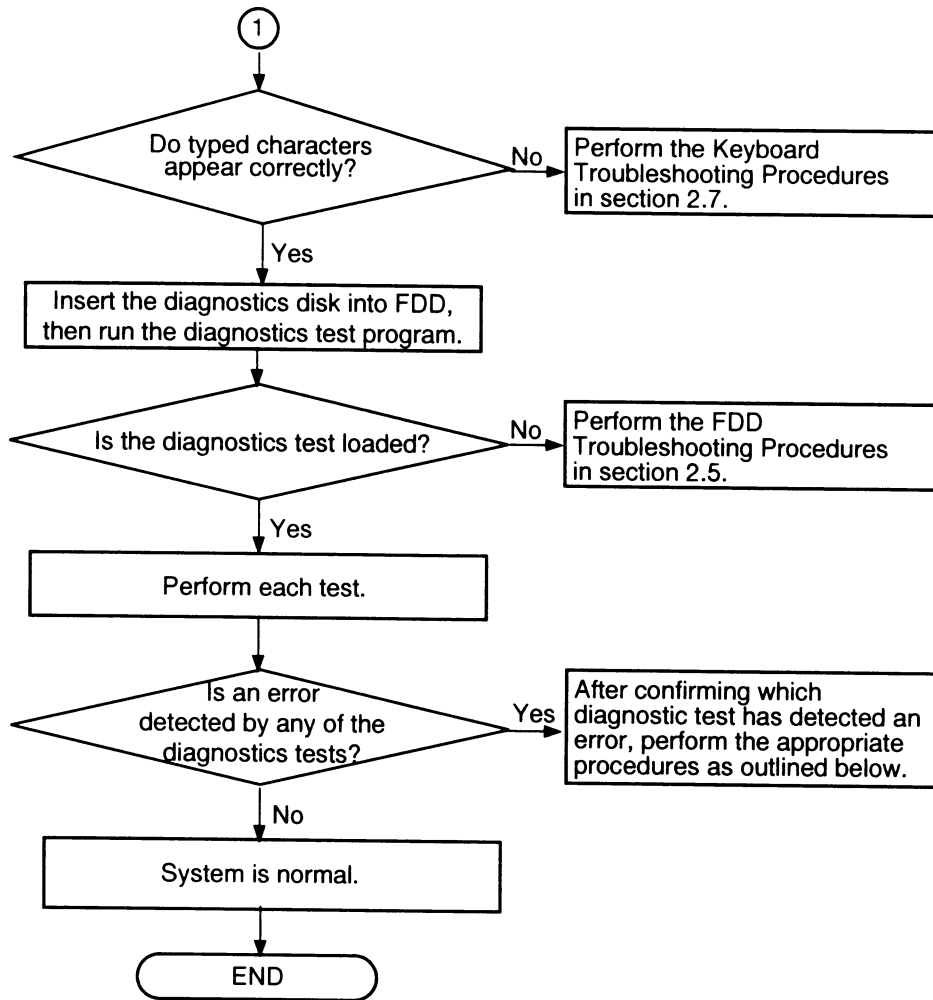 1
Do typed characters
appear correctly?
No
Perform the Keyboard
Troubleshooting Procedures
in section 2.7.
Yes
Insert the diagnostics disk into FDD,
then run the diagnostics test program.
Is the diagnostics test loaded?
No
Perform the FDD
Troubleshooting Procedures
in section 2.5.
Yes
Perform each test.
Is an error
detected by any of the
diagnostics tests?
Yes
After confirming which
diagnostic test has detected an
error, perform the appropriate
procedures as outlined below.
No
System is normal.
END